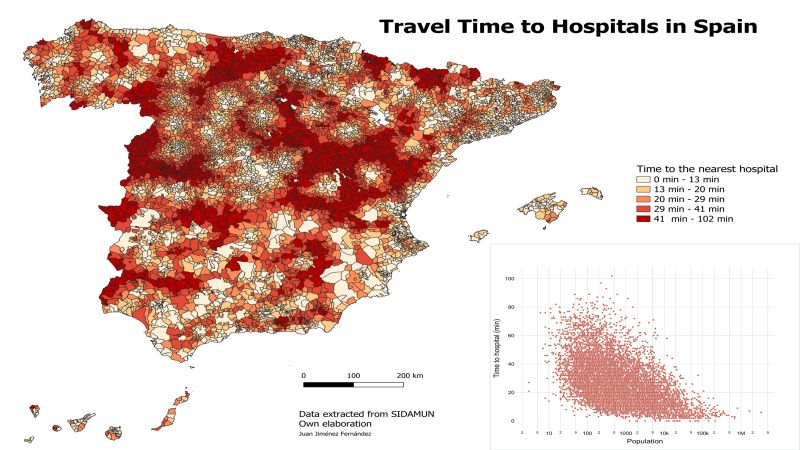 Travel Time to Hospitals in Spain
Time to the nearest hospital
0 min - 13 min
13 min - 20 min
20 min - 29 min
29 min - 41 min
41 min - 102 min
0 100 200 km
Data extracted from SIDAMUN
Own elaboration
Juan Jiménez Fernández
Time to hospital (min)
100
80
60
40
20
0
2 5 10 2 5 100 2 5 1000 2 5 10k 2 5 100k 2 5 1M 2 5
Population